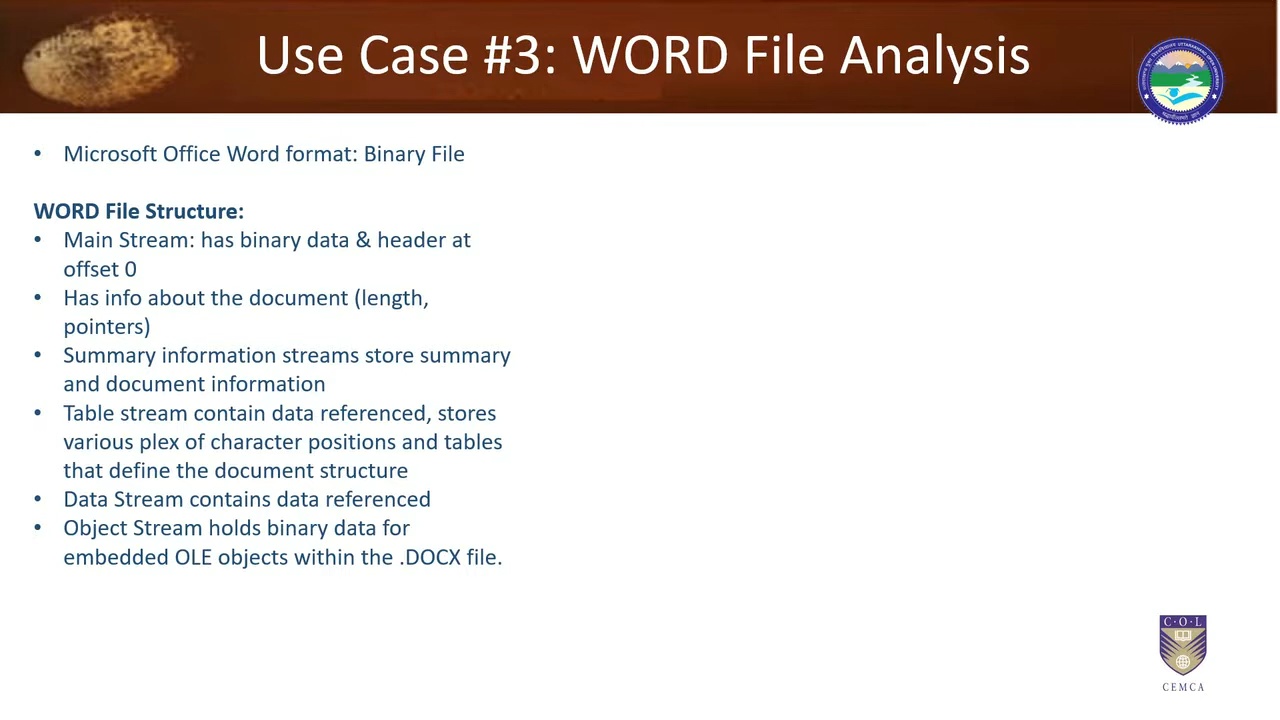 Use Case #3: WORD File Analysis
• Microsoft Office Word format: Binary File
WORD File Structure:
• Main Stream: has binary data & header at
offset 0
• Has info about the document (length,
pointers)
• Summary information streams store summary
and document information
• Table stream contain data referenced, stores
various plex of character positions and tables
that define the document structure
• Data Stream contains data referenced
• Object Stream holds binary data for
embedded OLE objects within the .DOCX file.
C·O·L
CEMCA